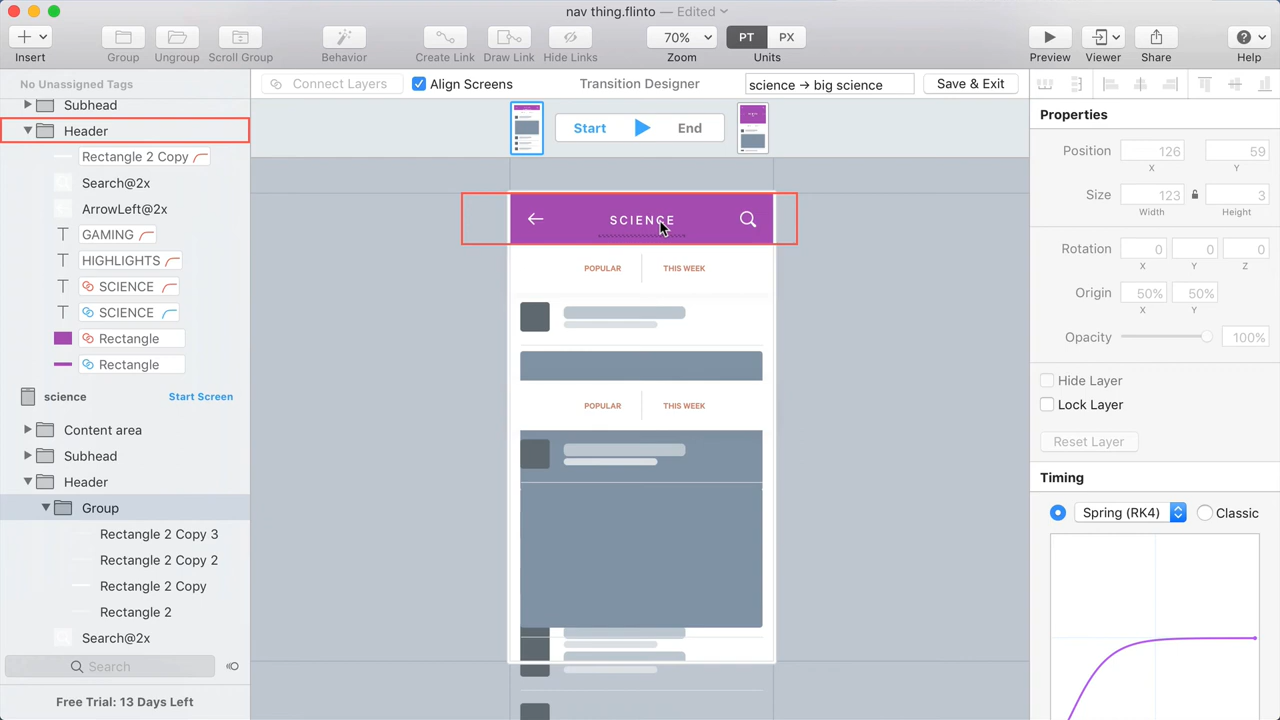 nav thing.flinto — Edited
70%
PT PX
Insert Group Ungroup Scroll Group Behavior Create Link Draw Link Hide Links Zoom Units Preview Viewer Share Help
No Unassigned Tags
Connect Layers
Align Screens
Transition Designer
science → big science
Save & Exit
Subhead
Header
Rectangle 2 Copy
Search@2x
ArrowLeft@2x
GAMING
HIGHLIGHTS
SCIENCE
SCIENCE
Rectangle
Rectangle
science Start Screen
Content area
Subhead
Header
Group
Rectangle 2 Copy 3
Rectangle 2 Copy 2
Rectangle 2 Copy
Rectangle 2
Search@2x
Search
Free Trial: 13 Days Left
Start End
SCIENCE
POPULAR THIS WEEK
POPULAR THIS WEEK
Properties
Position 126 59
X Y
Size 123 3
Width Height
Rotation 0 0 0
X Y Z
Origin 50% 50%
X Y
Opacity 100%
Hide Layer
Lock Layer
Reset Layer
Timing
Spring (RK4) Classic